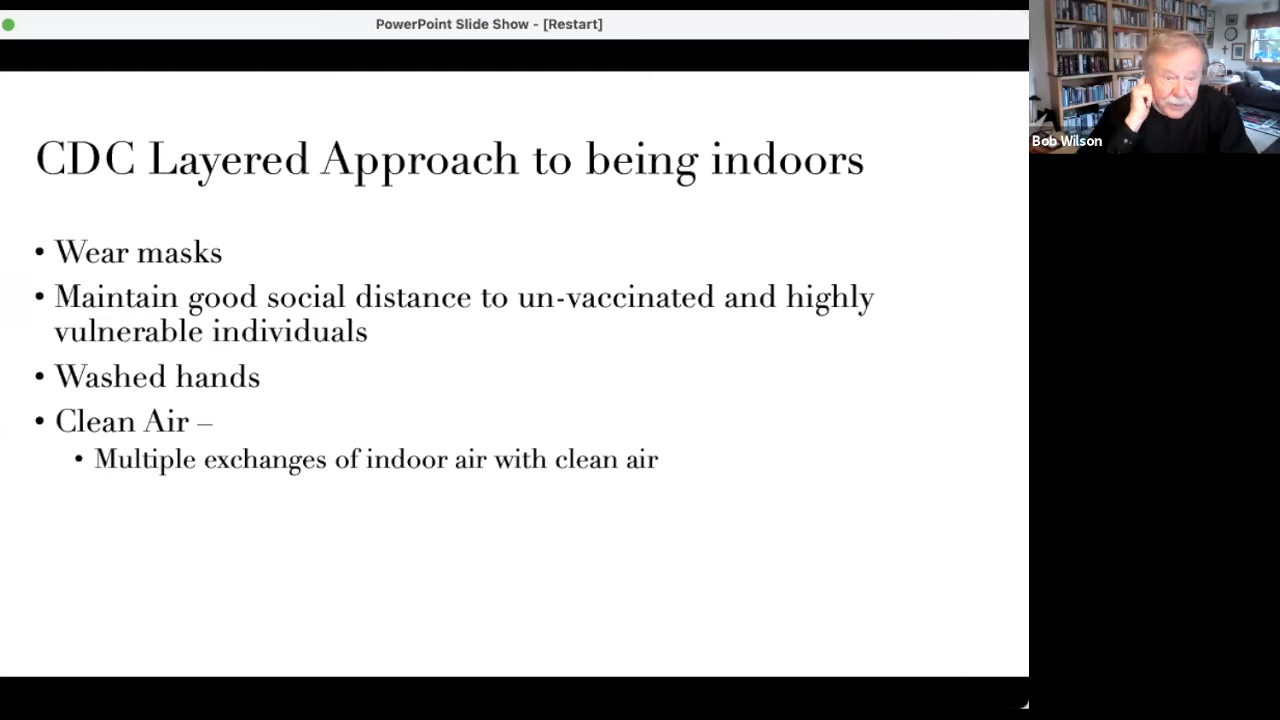 PowerPoint Slide Show - [Restart]
Bob Wilson
CDC Layered Approach to being indoors
• Wear masks
• Maintain good social distance to un-vaccinated and highly
vulnerable individuals
• Washed hands
• Clean Air –
• Multiple exchanges of indoor air with clean air